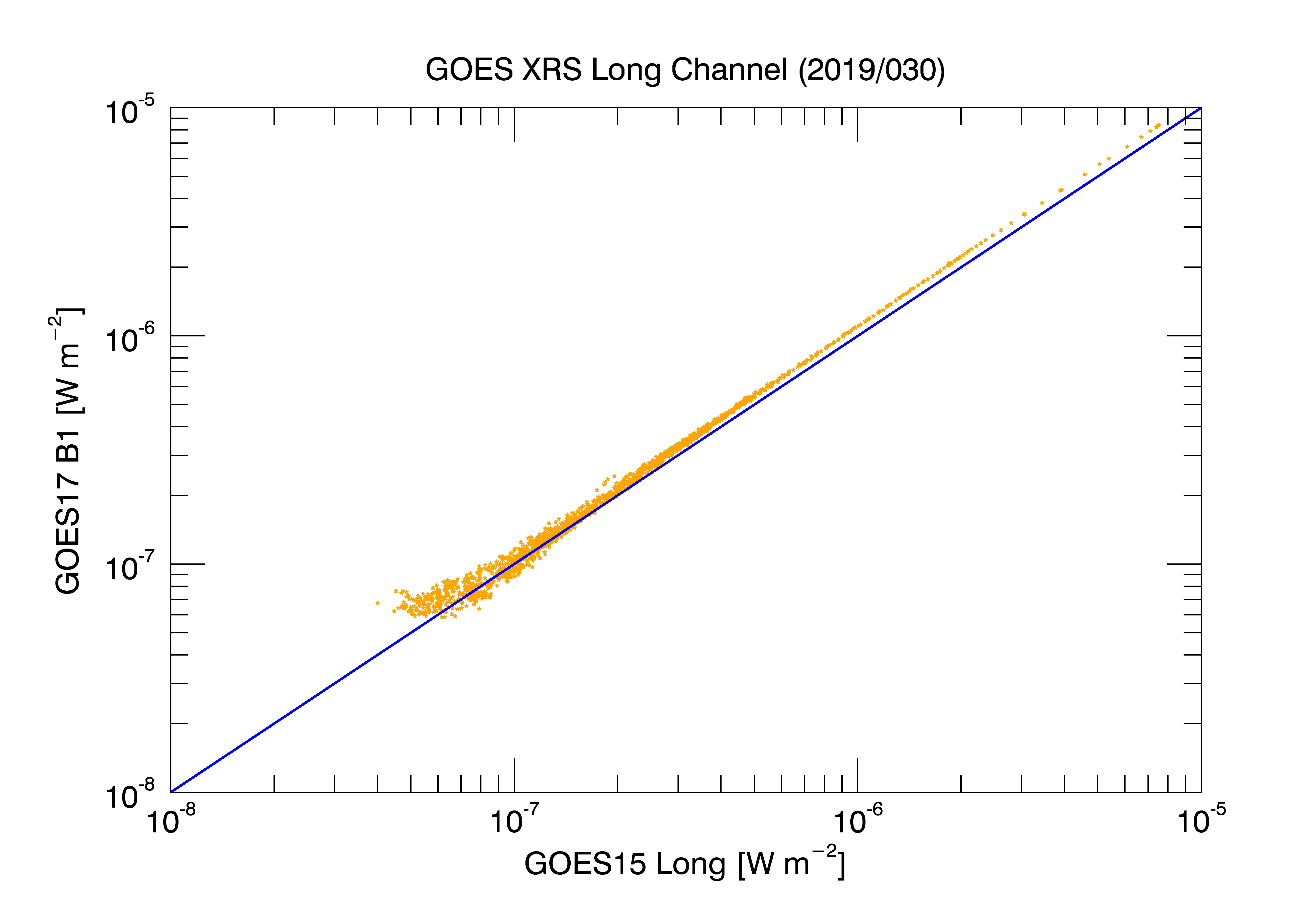 GOES XRS Long Channel (2019/030)
10⁻⁵
10⁻⁶
10⁻⁷
10⁻⁸
GOES17 B1 [W m⁻²]
10⁻⁸ 10⁻⁷ 10⁻⁶ 10⁻⁵
GOES15 Long [W m⁻²]